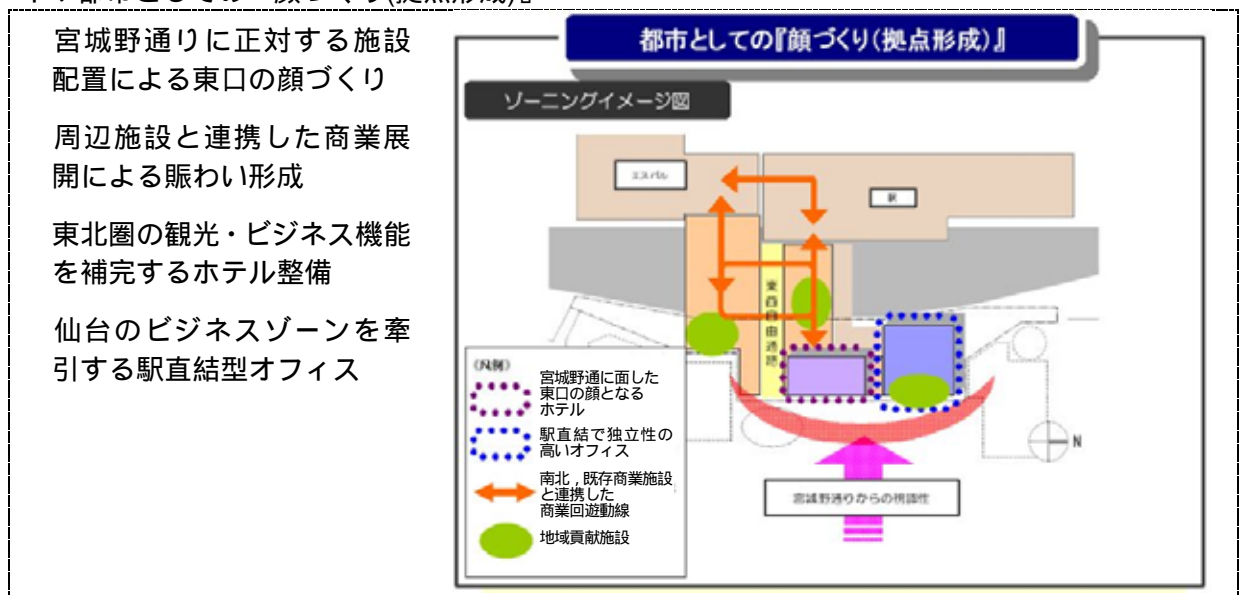 宮城野通りに正対する施設
配置による東口の顔づくり
周辺施設と連携した商業展
開による賑わい形成
東北圏の観光・ビジネス機能
を補完するホテル整備
仙台のビジネスゾーンを牽
引する駅直結型オフィス
都市としての『顔づくり(拠点形成)』
ゾーニングイメージ図
エスパル
駅
東西自由通路
(凡例)
宮城野通に面した
東口の顔となる
ホテル
駅直結で独立性の
高いオフィス
南北,既存商業施設
と連携した
商業回遊動線
地域貢献施設
N
宮城野通りからの視認性